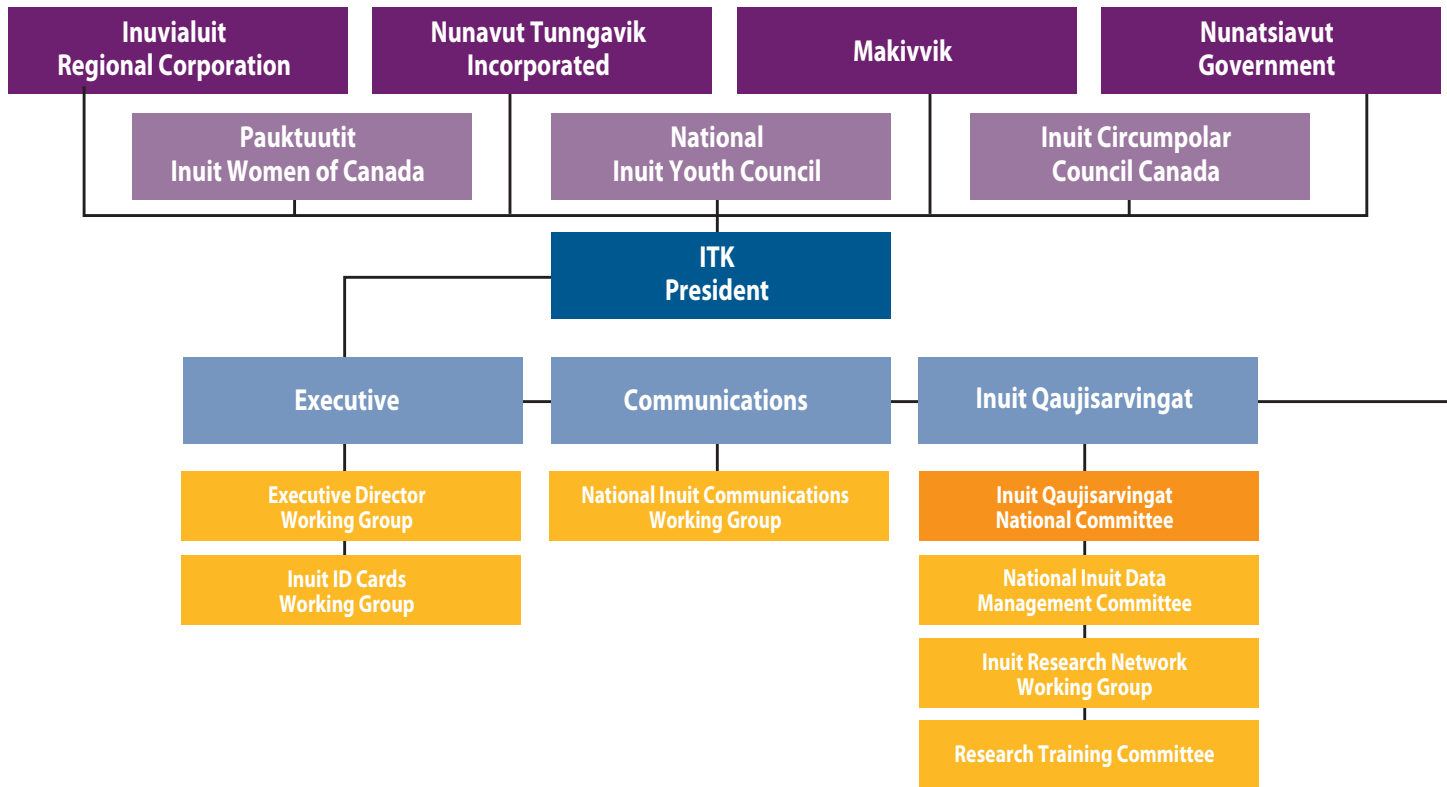 Inuvialuit
Regional Corporation
Nunavut Tunngavik
Incorporated
Makivvik
Nunatsiavut
Government
Pauktuutit
Inuit Women of Canada
National
Inuit Youth Council
Inuit Circumpolar
Council Canada
ITK
President
Executive
Communications
Inuit Qaujisarvingat
Executive Director
Working Group
National Inuit Communications
Working Group
Inuit Qaujisarvingat
National Committee
Inuit ID Cards
Working Group
National Inuit Data
Management Committee
Inuit Research Network
Working Group
Research Training Committee